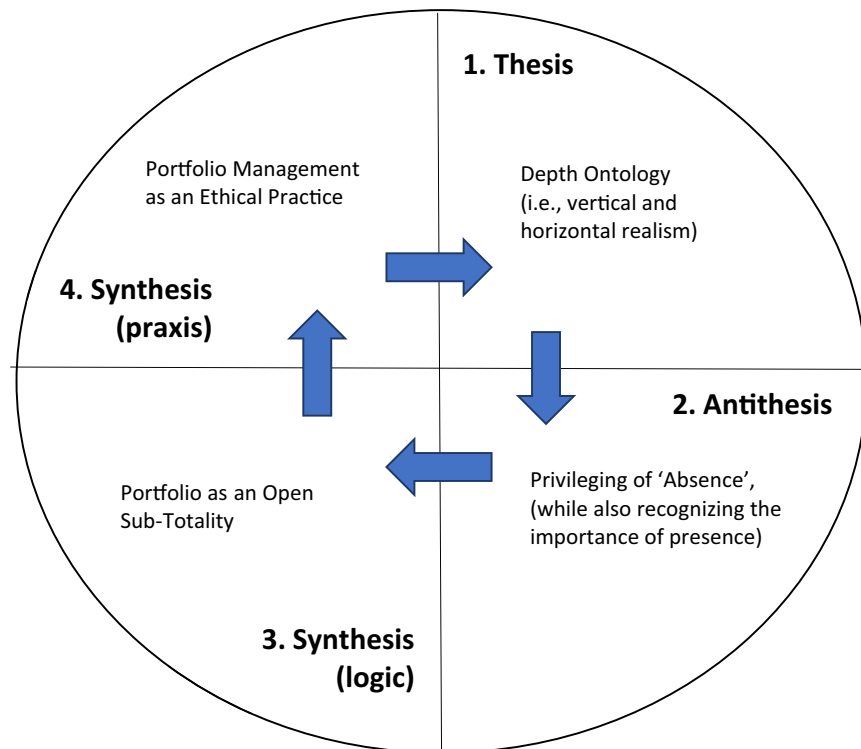 1. Thesis
Depth Ontology
(i.e., vertical and
horizontal realism)
2. Antithesis
Privileging of ‘Absence’,
(while also recognizing the
importance of presence)
Portfolio as an Open
Sub-Totality
3. Synthesis
(logic)
Portfolio Management
as an Ethical Practice
4. Synthesis
(praxis)